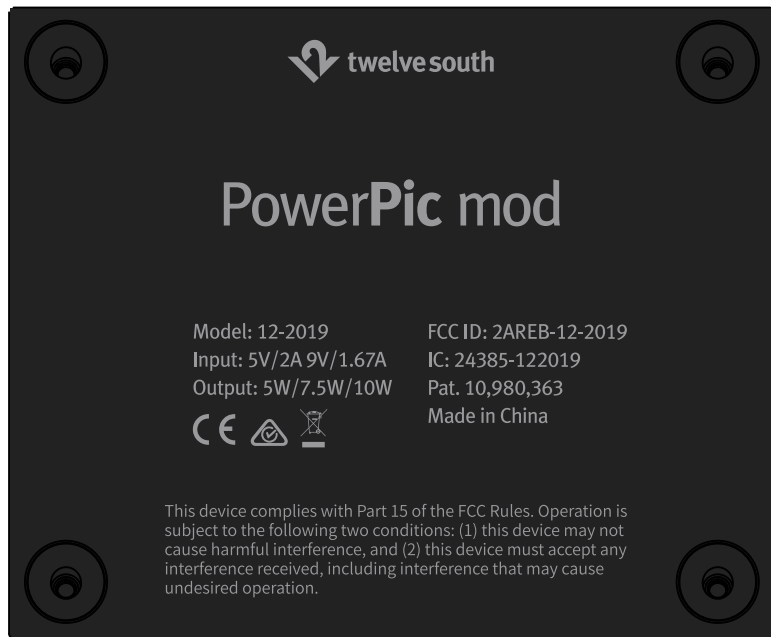 twelve south
PowerPic mod
Model: 12-2019
Input: 5V/2A 9V/1.67A
Output: 5W/7.5W/10W
FCC ID: 2AREB-12-2019
IC: 24385-122019
Pat. 10,980,363
Made in China
CE
This device complies with Part 15 of the FCC Rules. Operation is
subject to the following two conditions: (1) this device may not
cause harmful interference, and (2) this device must accept any
interference received, including interference that may cause
undesired operation.